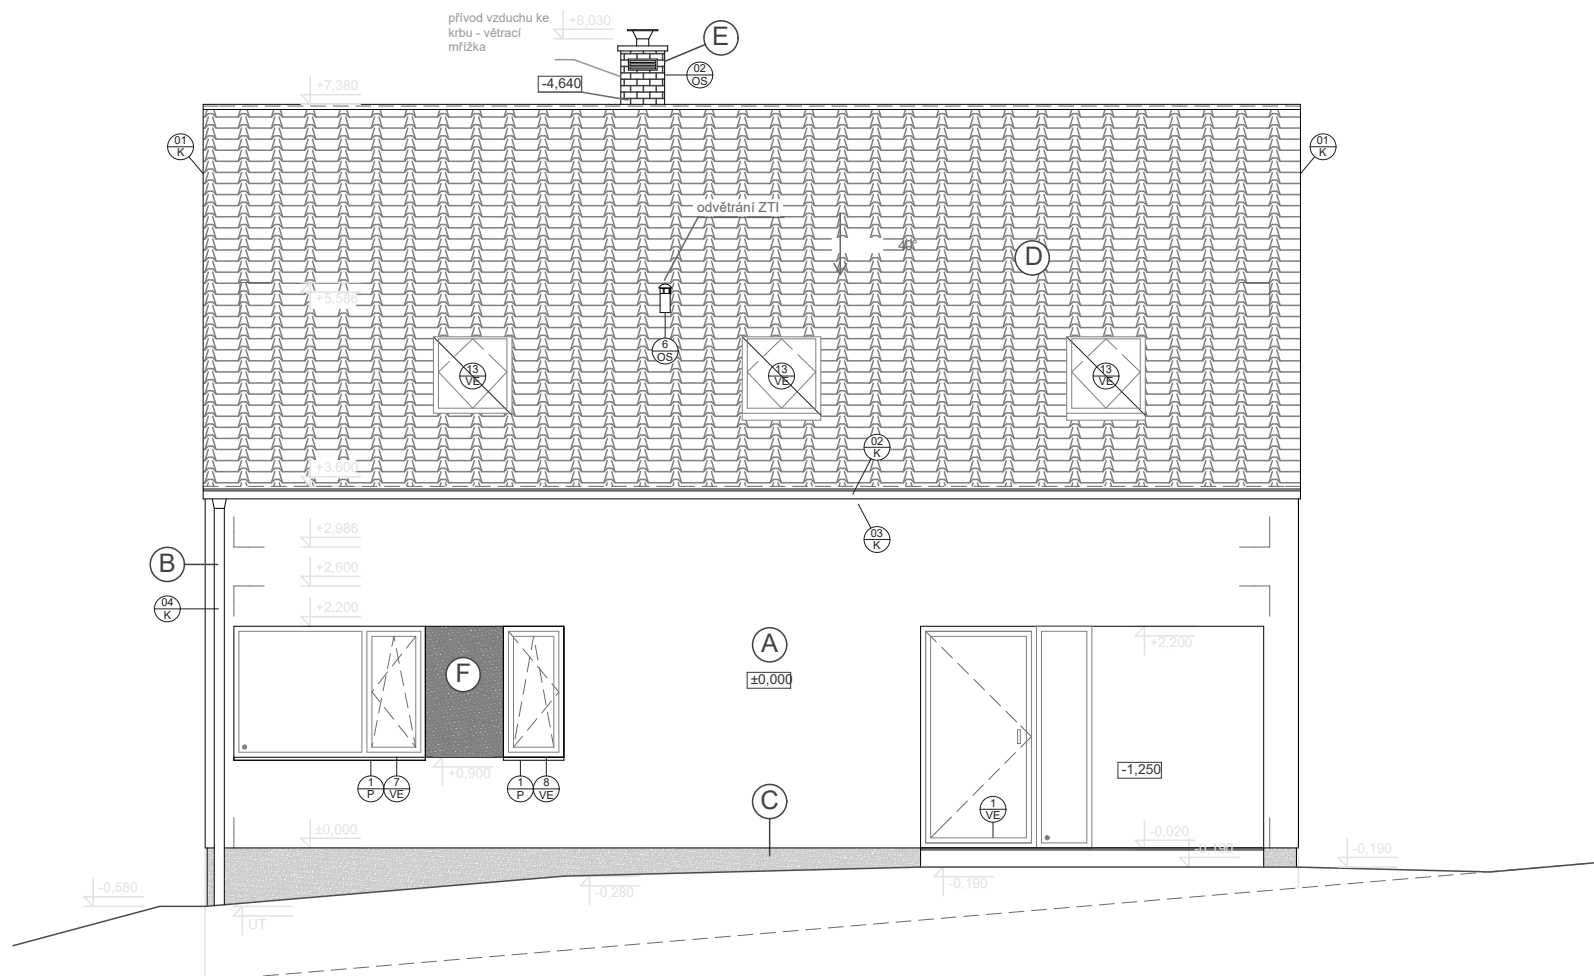 přívod vzduchu ke
krbu - větrací
mřížka
+8,030
E
02
OS
-4,640
+7,380
01
K
01
K
odvětrání ZTI
40°
D
+5,586
6
OS
13
VE
13
VE
13
VE
02
K
+3,600
03
K
+2,986
B
+2,600
04
K
+2,200
A
±0,000
F
+2,200
+0,900
-1,250
1
P
7
VE
1
P
8
VE
C
1
VE
±0,000
-0,020
-0,190
-0,190
-0,580
-0,280
-0,190
UT